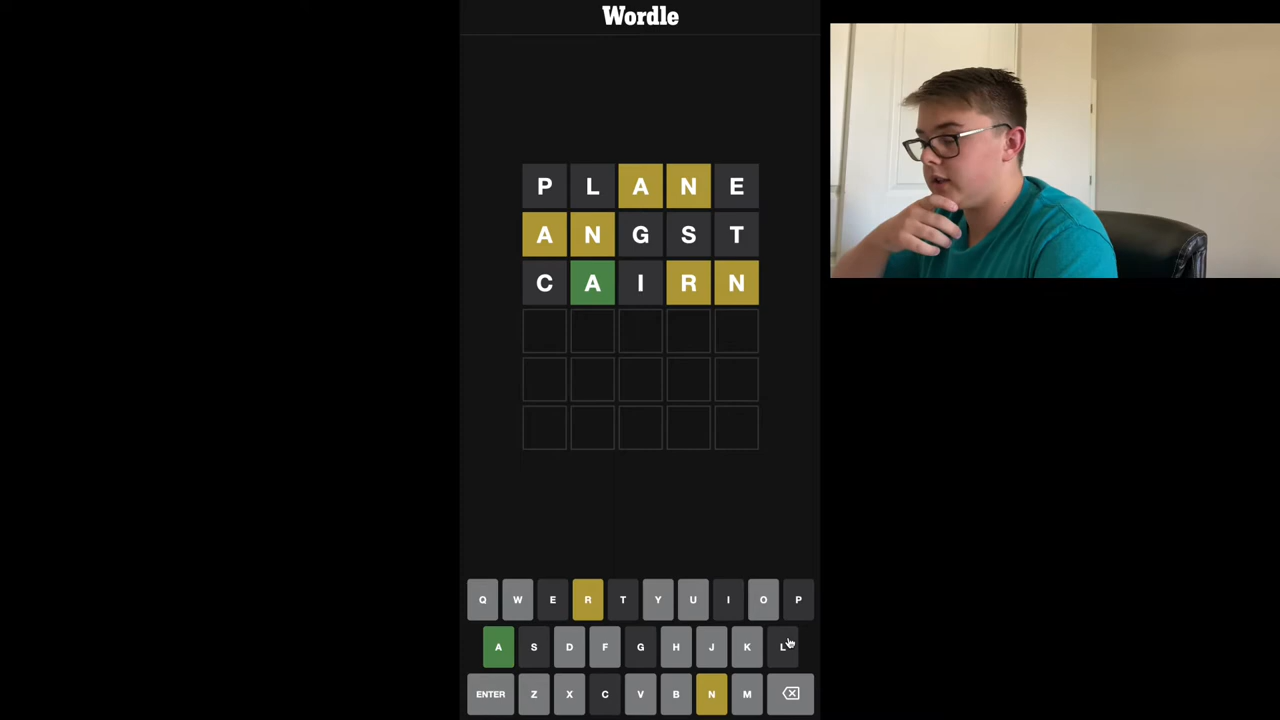 Wordle
P L A N E
A N G S T
C A I R N
Q W E R T Y U I O P
A S D F G H J K L
ENTER Z X C V B N M